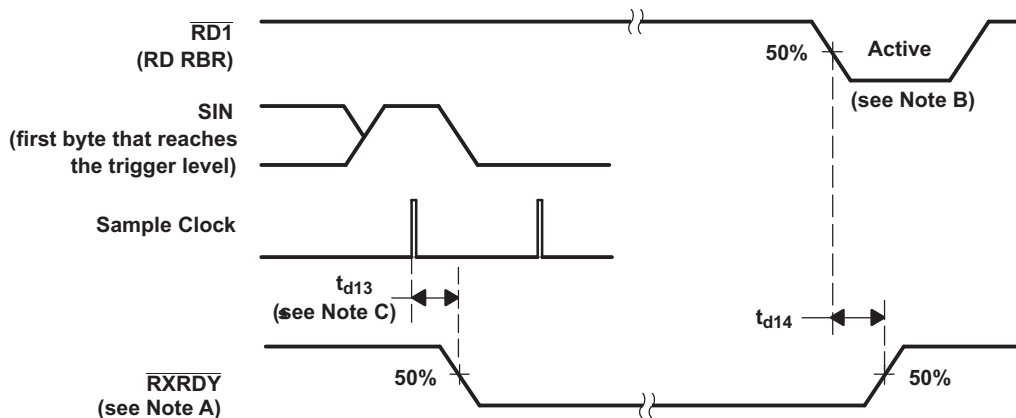 RD1
(RD RBR)
50%
Active
(see Note B)
SIN
(first byte that reaches
the trigger level)
Sample Clock
td13
(see Note C)
td14
RXRDY
(see Note A)
50%
50%